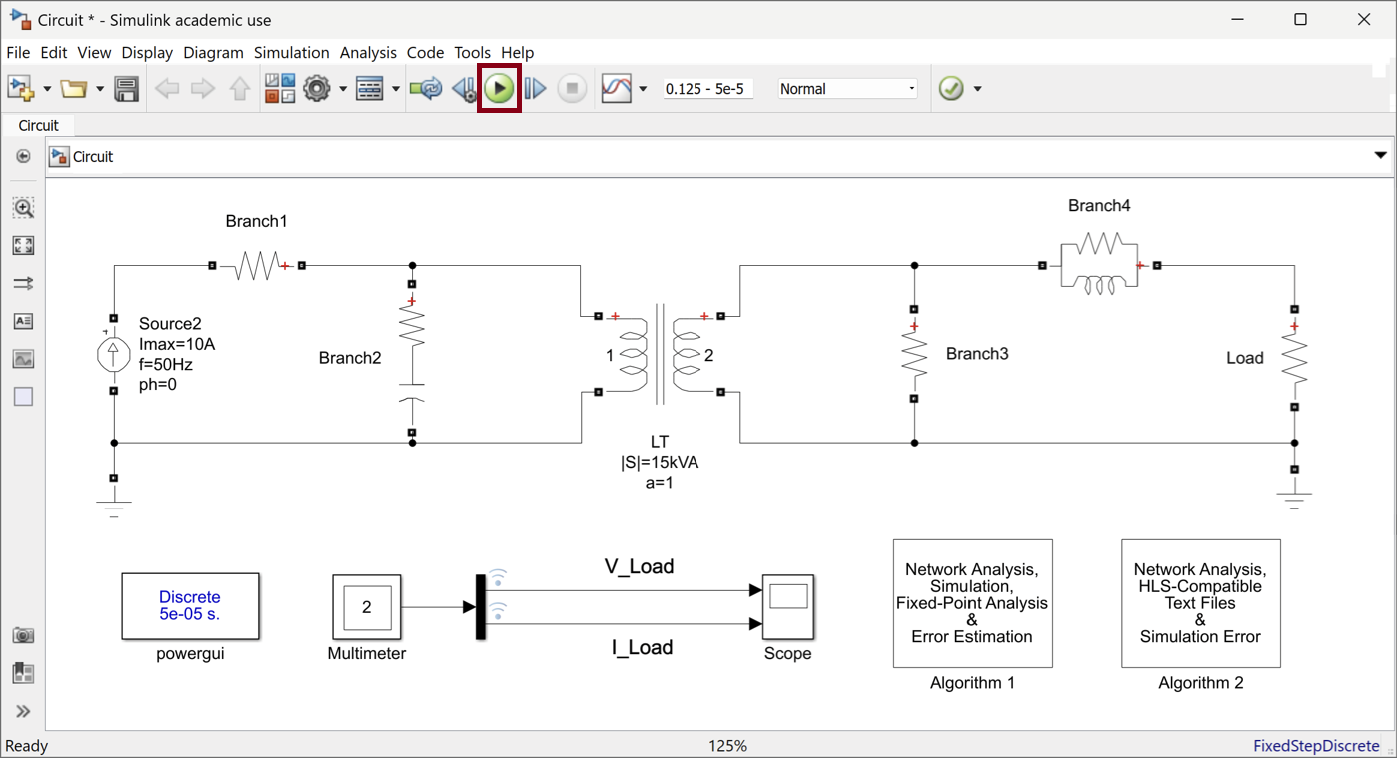 Circuit * - Simulink academic use
File Edit View Display Diagram Simulation Analysis Code Tools Help
0.125 - 5e-5 Normal
Circuit
Circuit
Branch4
Branch1
Source2
Imax=10A
f=50Hz
ph=0
Branch2
1
2
Branch3
Load
LT
|S|=15kVA
a=1
Discrete
5e-05 s.
powergui
2
Multimeter
V_Load
I_Load
Scope
Network Analysis,
Simulation,
Fixed-Point Analysis
&
Error Estimation
Algorithm 1
Network Analysis,
HLS-Compatible
Text Files
&
Simulation Error
Algorithm 2
Ready 125% FixedStepDiscrete